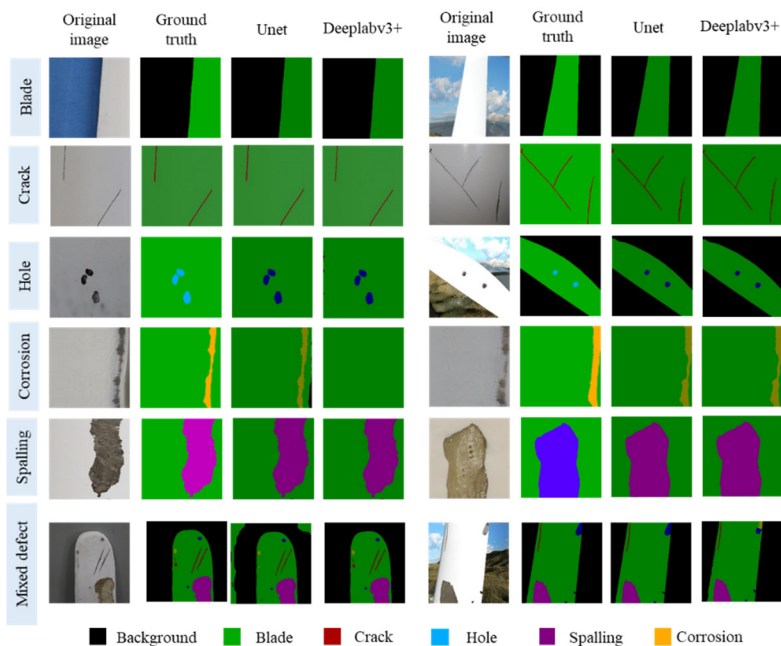 Original image Ground truth Unet Deeplabv3+ Original image Ground truth Unet Deeplabv3+
Blade
Crack
Hole
Corrosion
Spalling
Mixed defect
Background Blade Crack Hole Spalling Corrosion